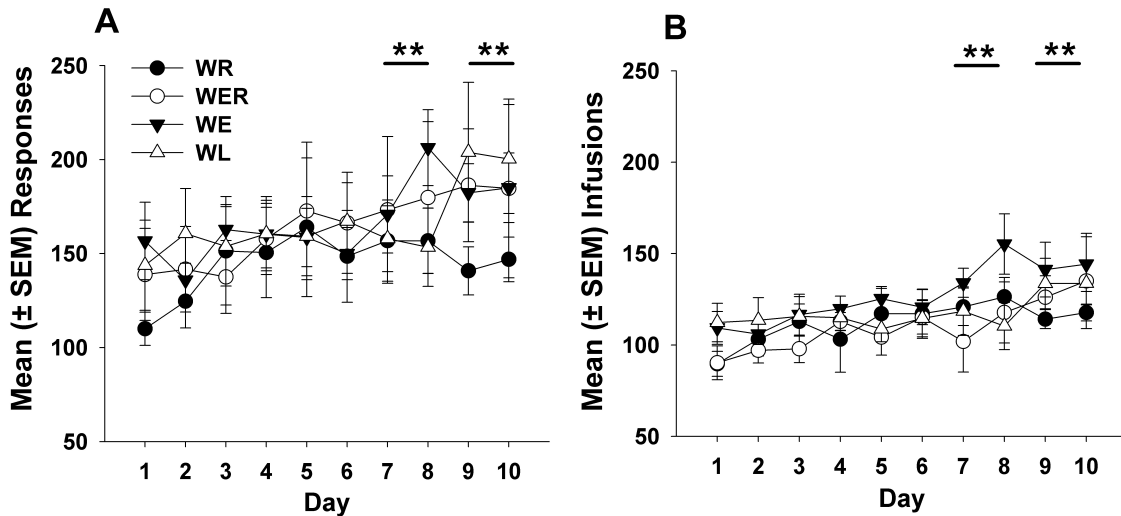 A
** **
250
200
150
100
50
Mean (± SEM) Responses
WR
WER
WE
WL
1 2 3 4 5 6 7 8 9 10
Day
B
** **
250
200
150
100
50
Mean (± SEM) Infusions
1 2 3 4 5 6 7 8 9 10
Day